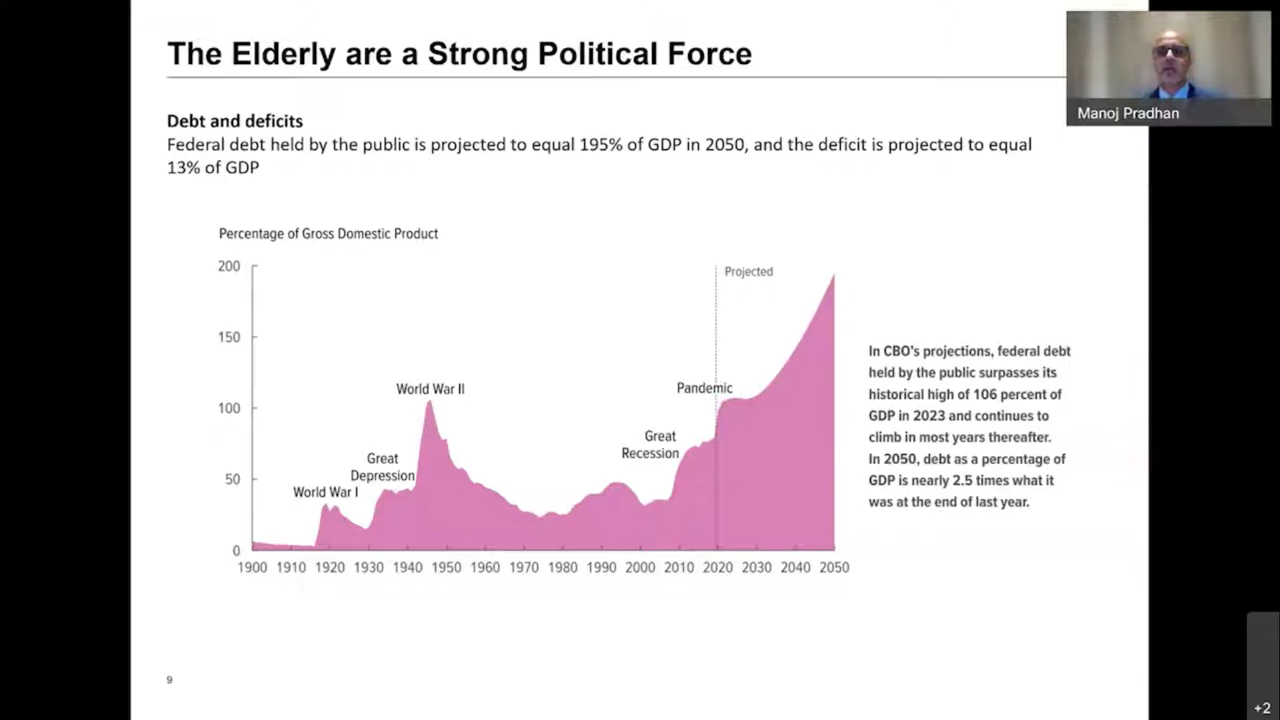 The Elderly are a Strong Political Force
Manoj Pradhan
Debt and deficits
Federal debt held by the public is projected to equal 195% of GDP in 2050, and the deficit is projected to equal
13% of GDP
Percentage of Gross Domestic Product
200
150
100
50
0
Projected
World War II
Pandemic
Great
Recession
Great
Depression
World War I
1900 1910 1920 1930 1940 1950 1960 1970 1980 1990 2000 2010 2020 2030 2040 2050
In CBO's projections, federal debt
held by the public surpasses its
historical high of 106 percent of
GDP in 2023 and continues to
climb in most years thereafter.
In 2050, debt as a percentage of
GDP is nearly 2.5 times what it
was at the end of last year.
9
+2